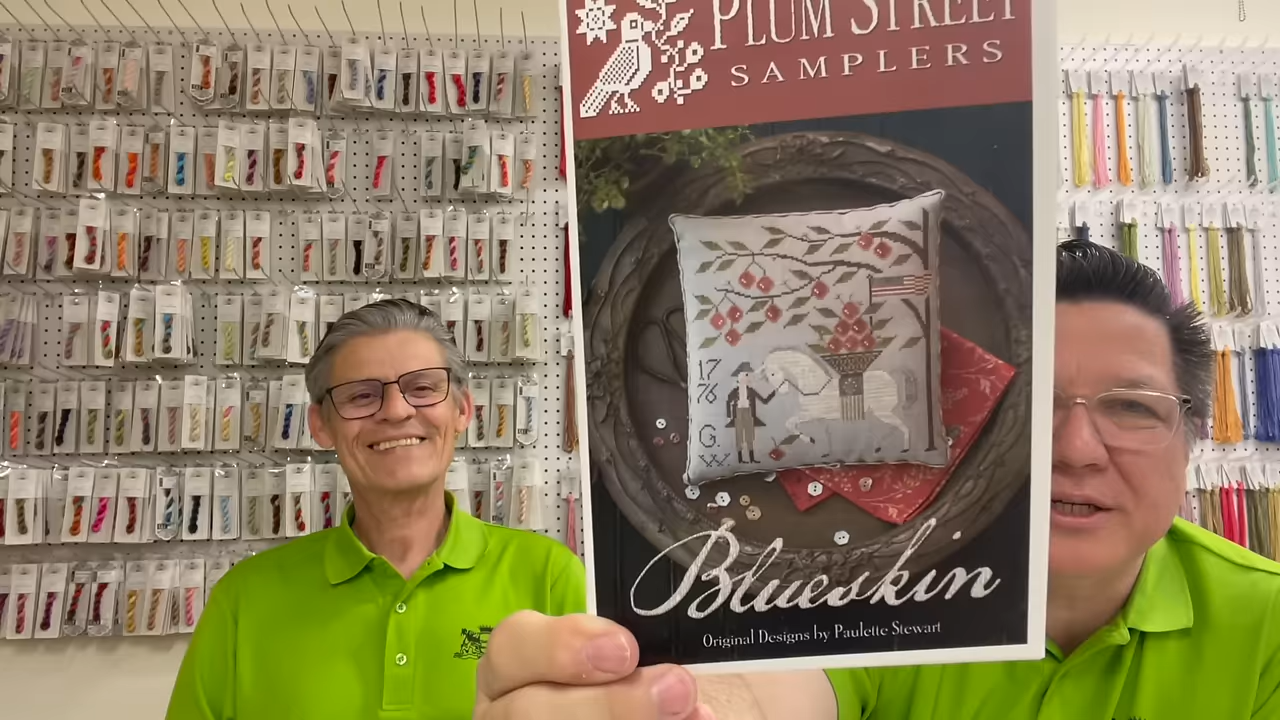 PLUM STREET
SAMPLERS
17
76
G.
W.
Blueskin
Original Designs by Paulette Stewart